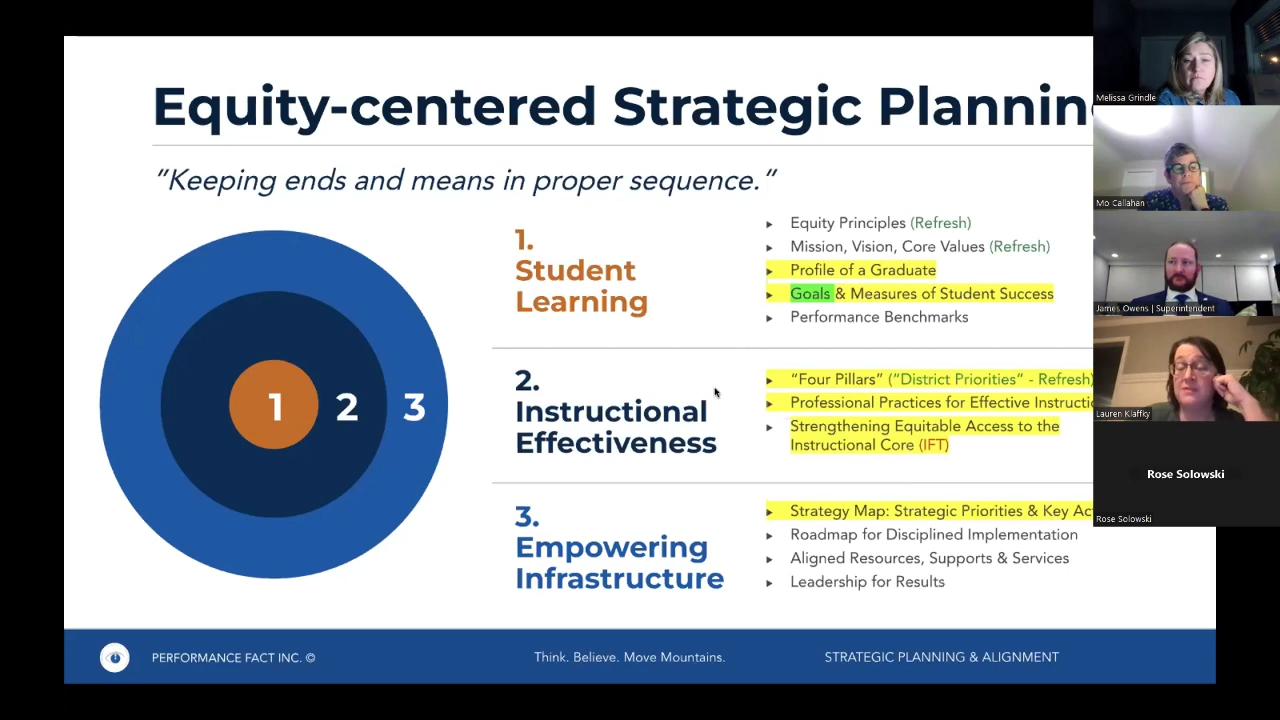 Equity-centered Strategic Planning
"Keeping ends and means in proper sequence."
1 2 3
1.
Student
Learning
Equity Principles (Refresh)
Mission, Vision, Core Values (Refresh)
Profile of a Graduate
Goals & Measures of Student Success
Performance Benchmarks
2.
Instructional
Effectiveness
"Four Pillars" ("District Priorities" - Refresh)
Professional Practices for Effective
Strengthening Equitable Access to the
Instructional Core (IFT)
3.
Empowering
Infrastructure
Strategy Map: Strategic Priorities & Key
Roadmap for Disciplined Implementation
Aligned Resources, Supports & Services
Leadership for Results
PERFORMANCE FACT INC. ©
Think. Believe. Move Mountains.
STRATEGIC PLANNING & ALIGNMENT
Melissa Grindle
Mo Callahan
James Owens | Superintendent
Lauren Klaffky
Rose Solowski
Rose Solowski